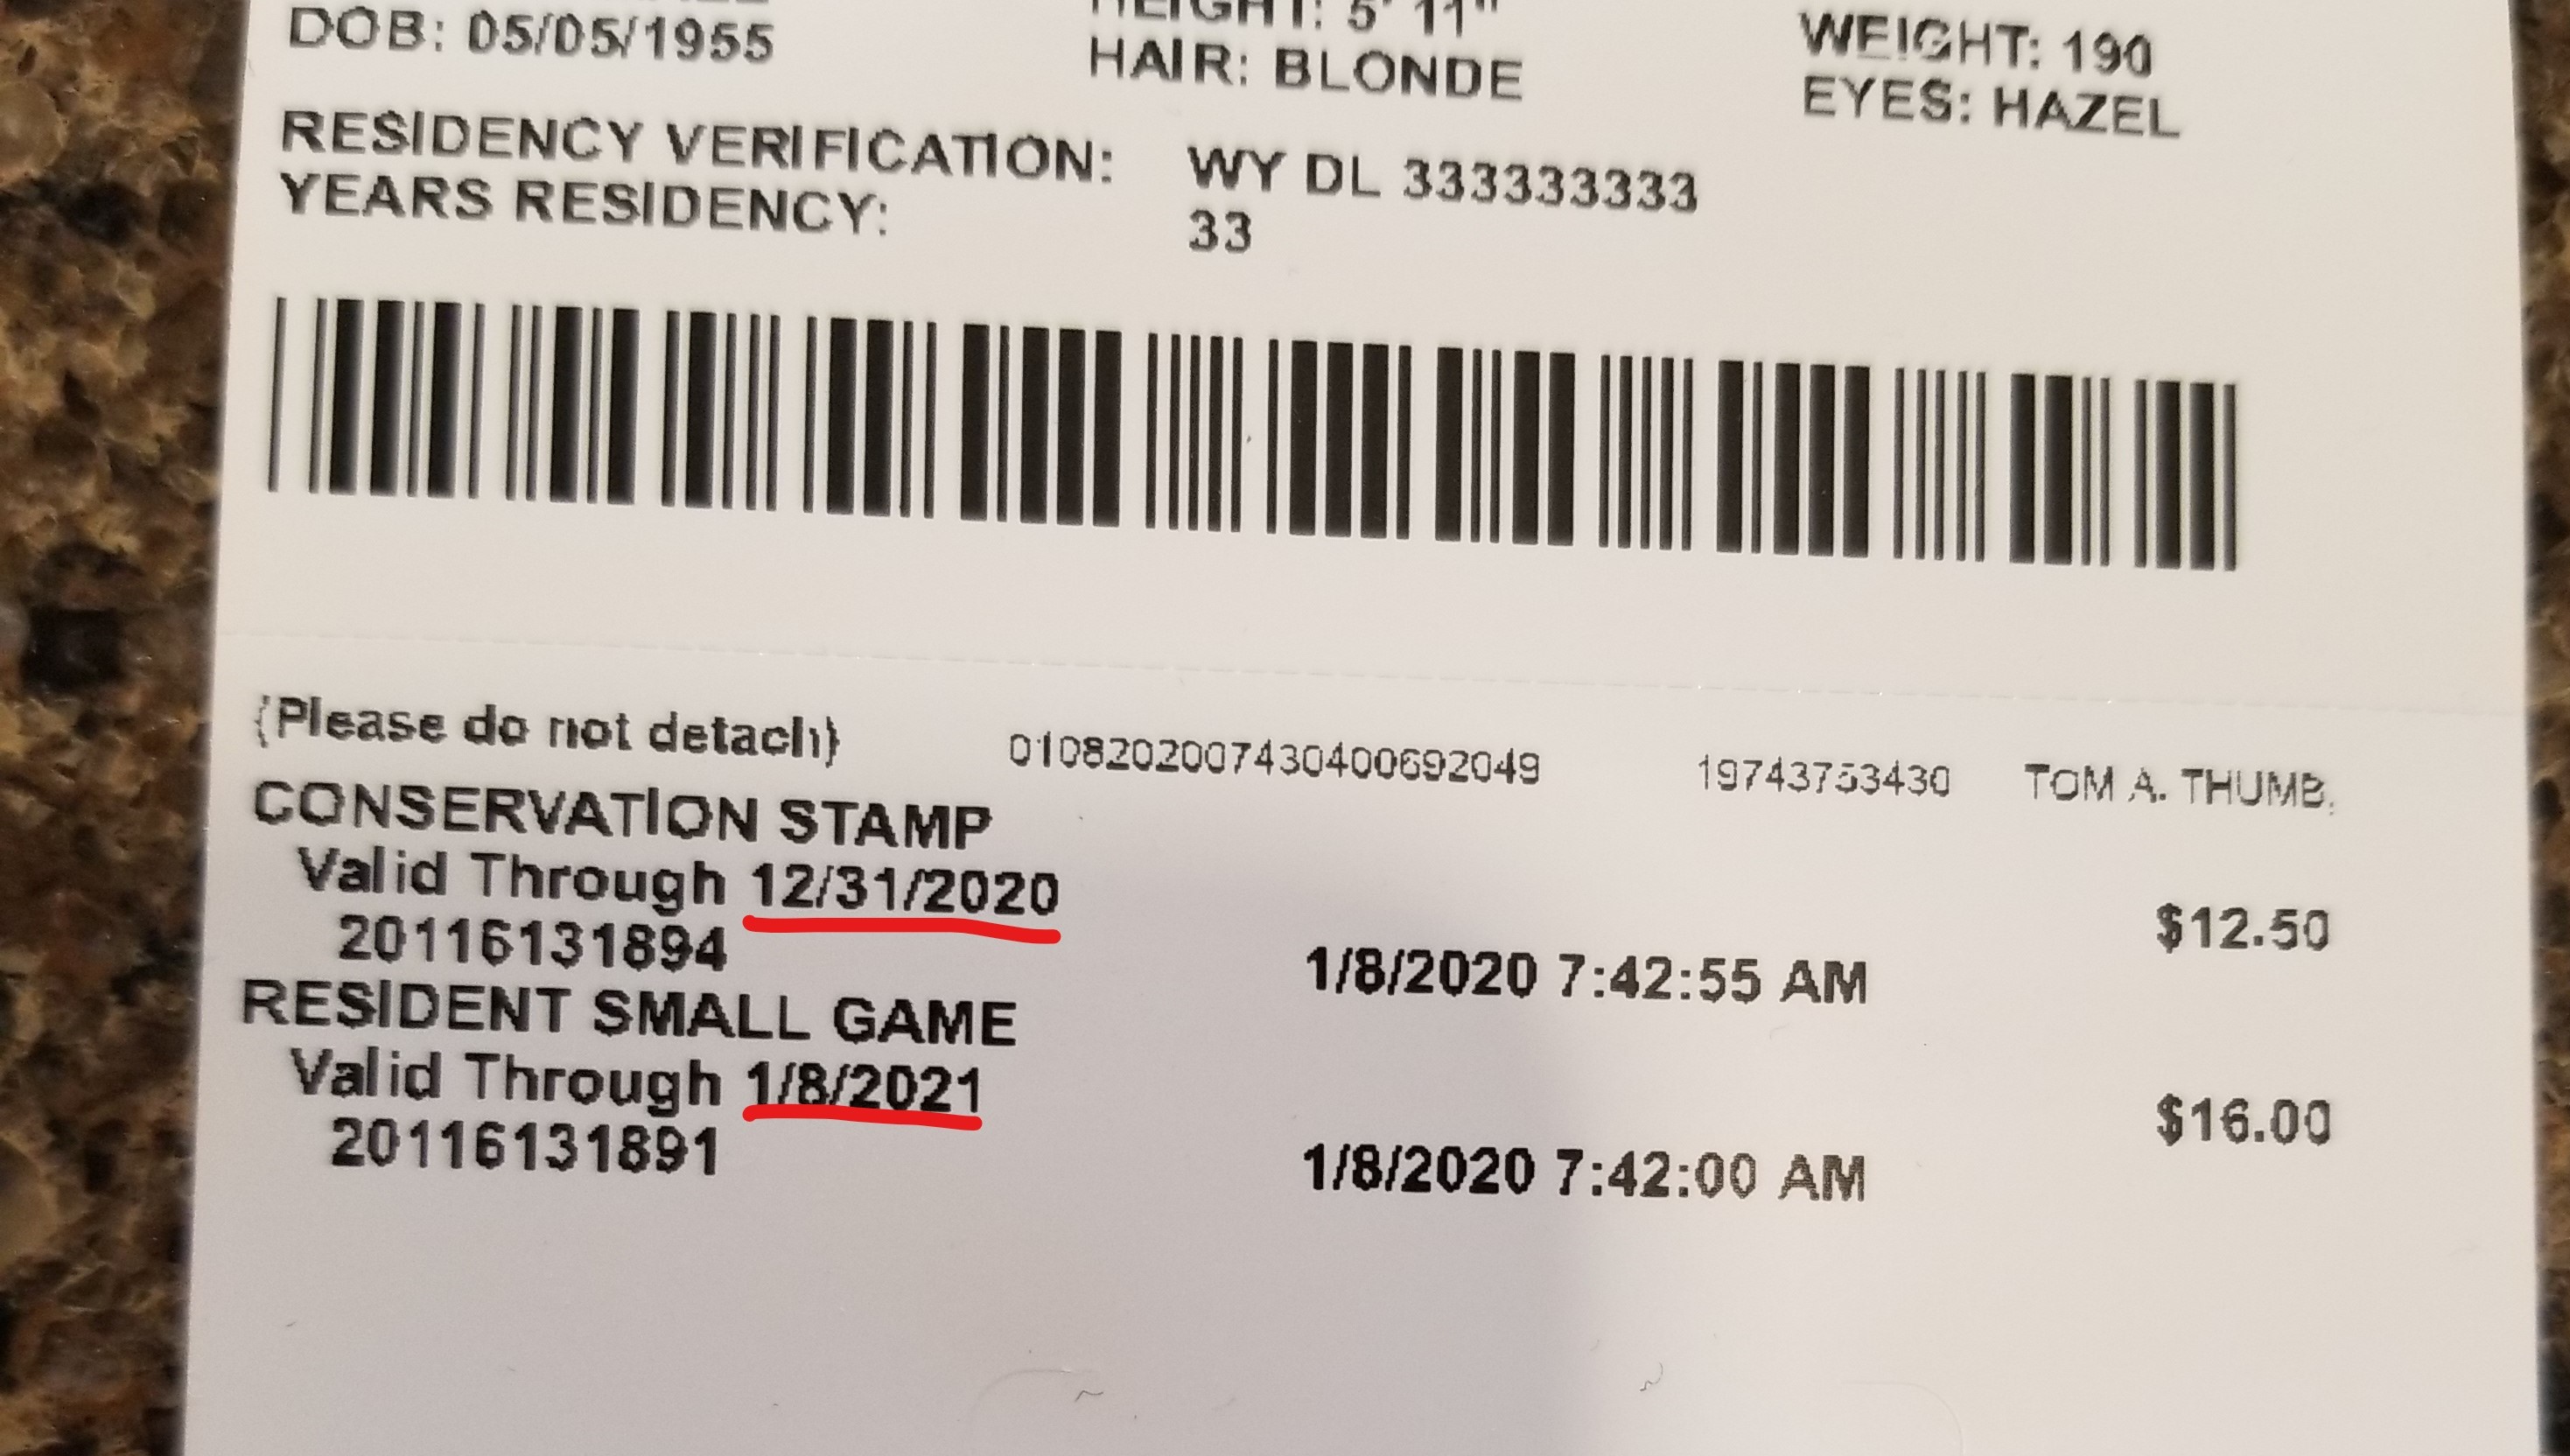 HEIGHT: 5' 11"
WEIGHT: 190
DOB: 05/05/1955
HAIR: BLONDE
EYES: HAZEL
RESIDENCY VERIFICATION: WY DL 333333333
YEARS RESIDENCY: 33
{Please do not detach} 0108202007430400692049 19743753430 TOM A. THUMB,
CONSERVATION STAMP
Valid Through 12/31/2020 $12.50
20116131894 1/8/2020 7:42:55 AM
RESIDENT SMALL GAME
Valid Through 1/8/2021 $16.00
20116131891 1/8/2020 7:42:00 AM